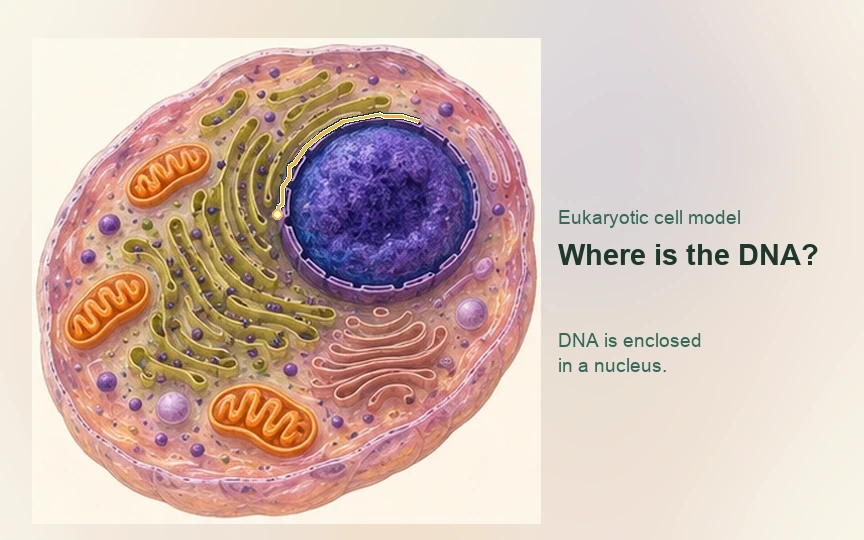 Eukaryotic cell model
Where is the DNA?
DNA is enclosed
in a nucleus.